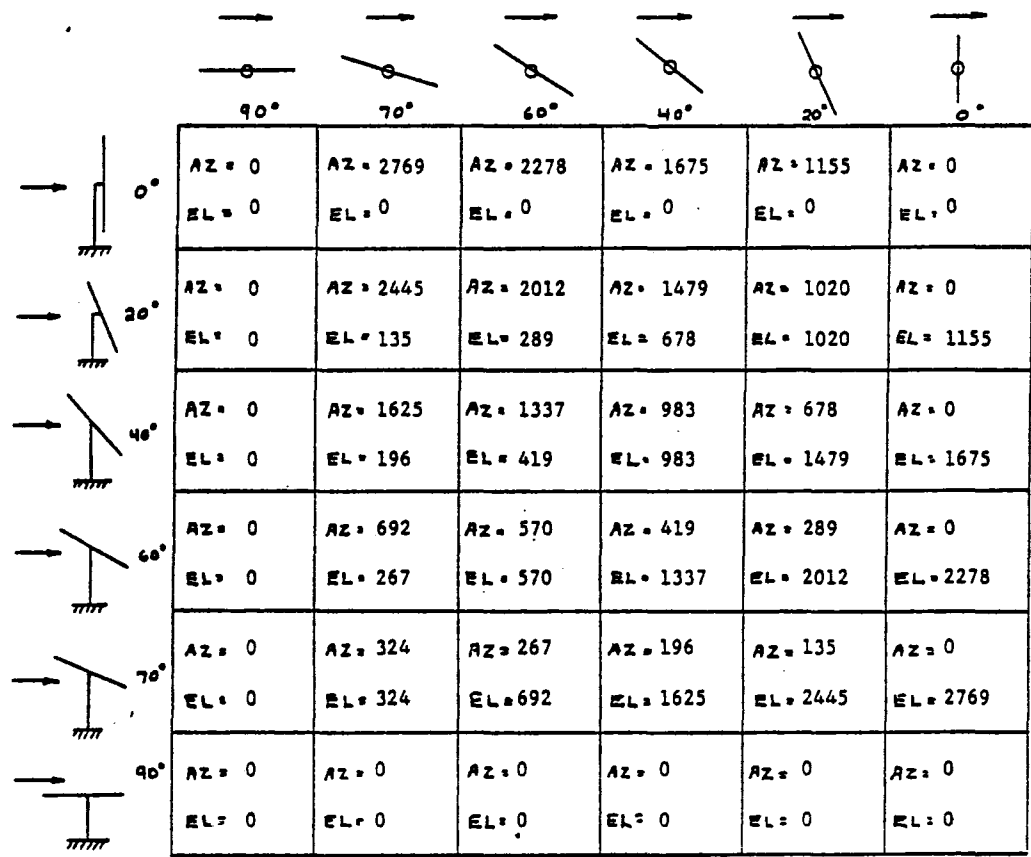 90° 70° 60° 40° 20° 0°
0° AZ = 0 AZ = 2769 AZ = 2278 AZ = 1675 AZ = 1155 AZ = 0
EL = 0 EL = 0 EL = 0 EL = 0 EL = 0 EL = 0
20° AZ = 0 AZ = 2445 AZ = 2012 AZ = 1479 AZ = 1020 AZ = 0
EL = 0 EL = 135 EL = 289 EL = 678 EL = 1020 EL = 1155
40° AZ = 0 AZ = 1625 AZ = 1337 AZ = 983 AZ = 678 AZ = 0
EL = 0 EL = 196 EL = 419 EL = 983 EL = 1479 EL = 1675
60° AZ = 0 AZ = 692 AZ = 570 AZ = 419 AZ = 289 AZ = 0
EL = 0 EL = 267 EL = 570 EL = 1337 EL = 2012 EL = 2278
70° AZ = 0 AZ = 324 AZ = 267 AZ = 196 AZ = 135 AZ = 0
EL = 0 EL = 324 EL = 692 EL = 1625 EL = 2445 EL = 2769
90° AZ = 0 AZ = 0 AZ = 0 AZ = 0 AZ = 0 AZ = 0
EL = 0 EL = 0 EL = 0 EL = 0 EL = 0 EL = 0